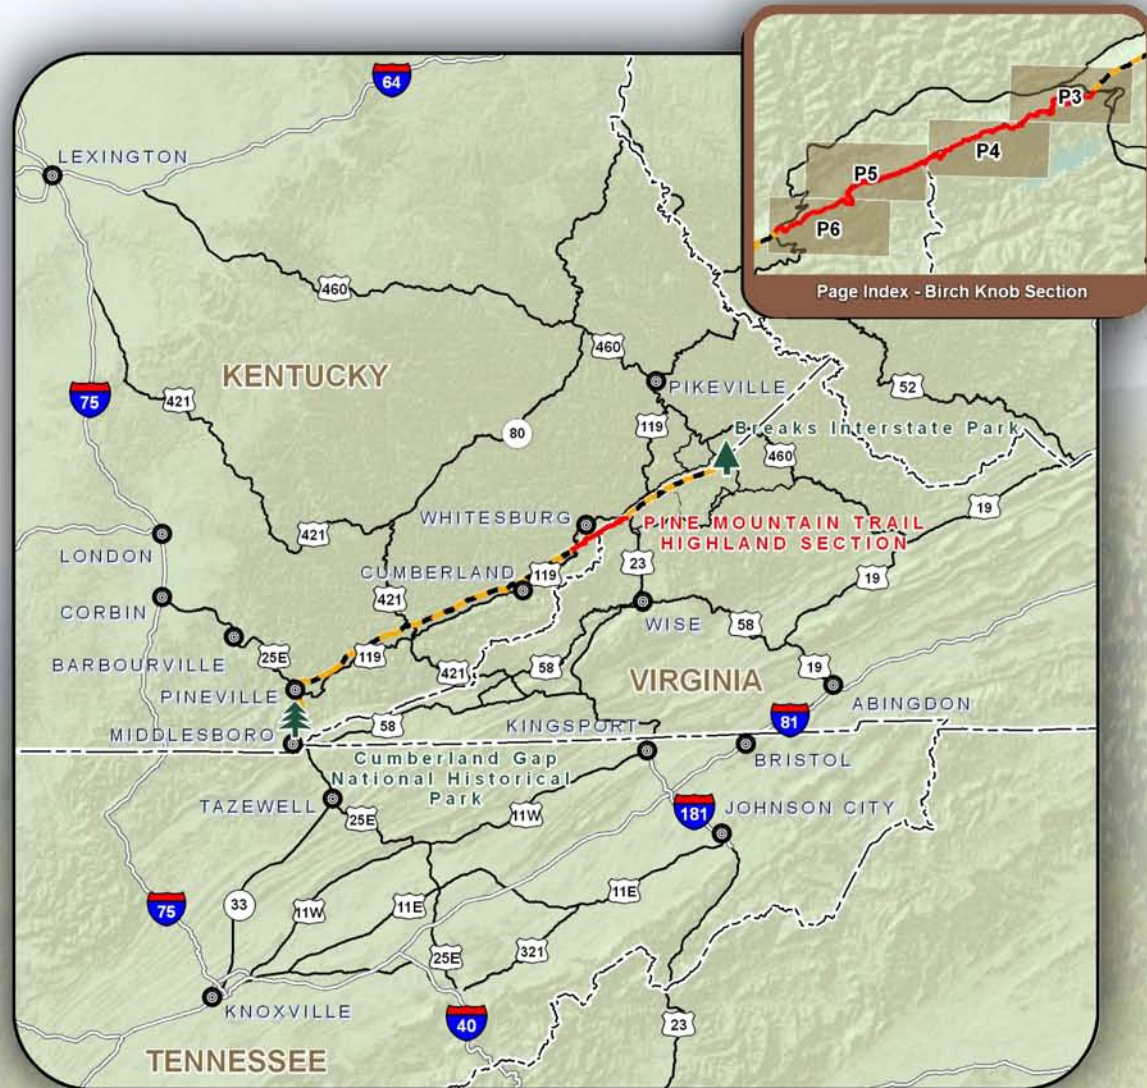 P3
P4
P5
P6
Page Index - Birch Knob Section
64
LEXINGTON
460
KENTUCKY
460
PIKEVILLE
52
75
421
119
Breaks Interstate Park
80
460
WHITESBURG
19
421
PINE MOUNTAIN TRAIL
HIGHLAND SECTION
LONDON
CUMBERLAND
119
23
19
CORBIN
421
WISE
58
BARBOURVILLE
25E
119
421
58
19
PINEVILLE
VIRGINIA
ABINGDON
58
KINGSPORT
81
MIDDLESBORO
BRISTOL
Cumberland Gap
National Historical
Park
TAZEWELL
25E
11W
181
JOHNSON CITY
75
33
11W
11E
11E
25E
321
KNOXVILLE
40
23
TENNESSEE